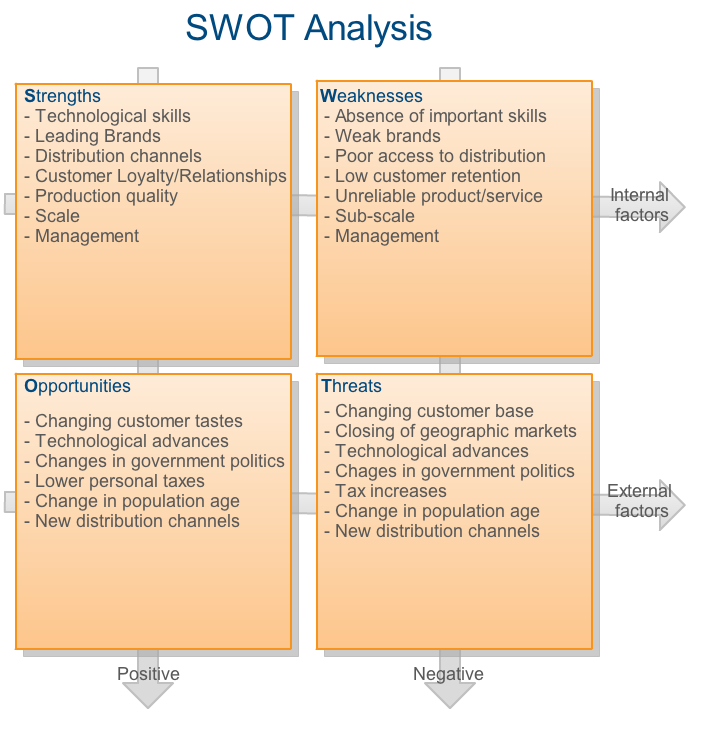 SWOT Analysis
Strengths
- Technological skills
- Leading Brands
- Distribution channels
- Customer Loyalty/Relationships
- Production quality
- Scale
- Management
Weaknesses
- Absence of important skills
- Weak brands
- Poor access to distribution
- Low customer retention
- Unreliable product/service
- Sub-scale
- Management
Internal
factors
Opportunities
- Changing customer tastes
- Technological advances
- Changes in government politics
- Lower personal taxes
- Change in population age
- New distribution channels
Threats
- Changing customer base
- Closing of geographic markets
- Technological advances
- Chages in government politics
- Tax increases
- Change in population age
- New distribution channels
External
factors
Positive
Negative